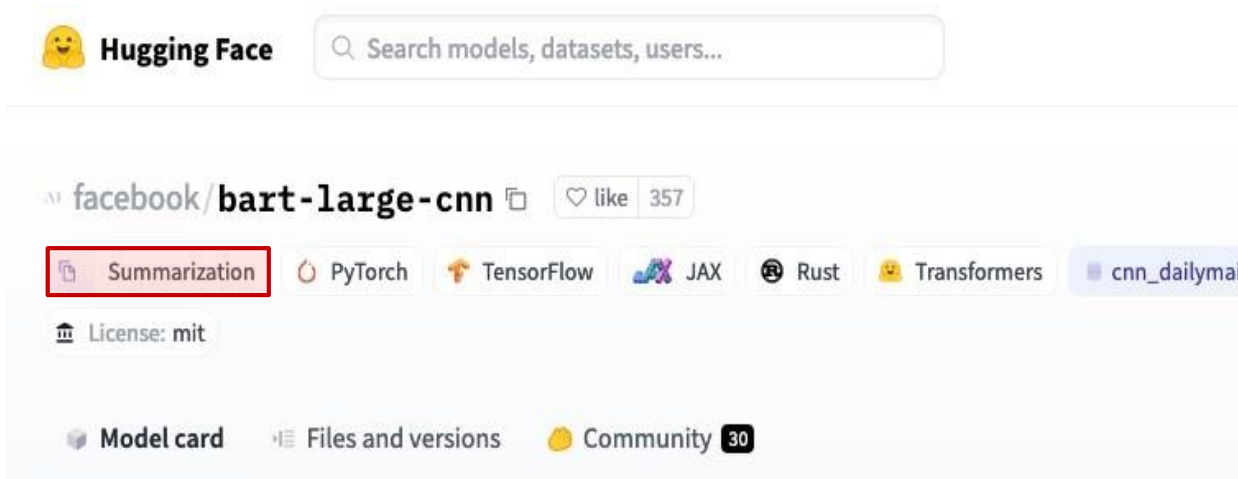 Hugging Face Search models, datasets, users...
facebook/bart-large-cnn like 357
Summarization PyTorch TensorFlow JAX Rust Transformers cnn_dailymai
License: mit
Model card Files and versions Community 30